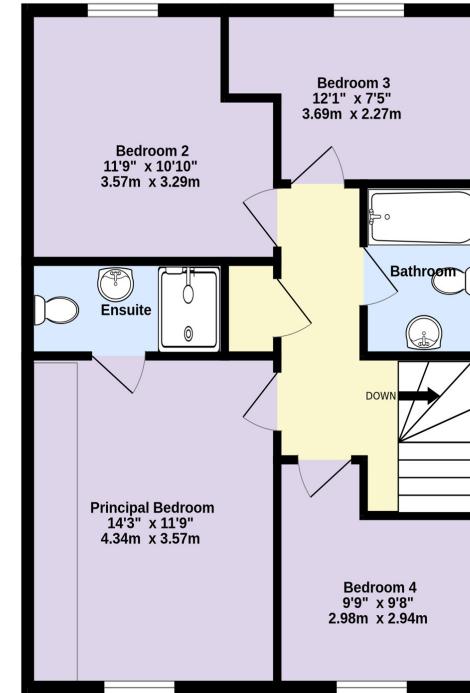 Bedroom 3
12'1" x 7'5"
3.69m x 2.27m
Bedroom 2
11'9" x 10'10"
3.57m x 3.29m
Bathroom
Ensuite
DOWN
Principal Bedroom
14'3" x 11'9"
4.34m x 3.57m
Bedroom 4
9'9" x 9'8"
2.98m x 2.94m